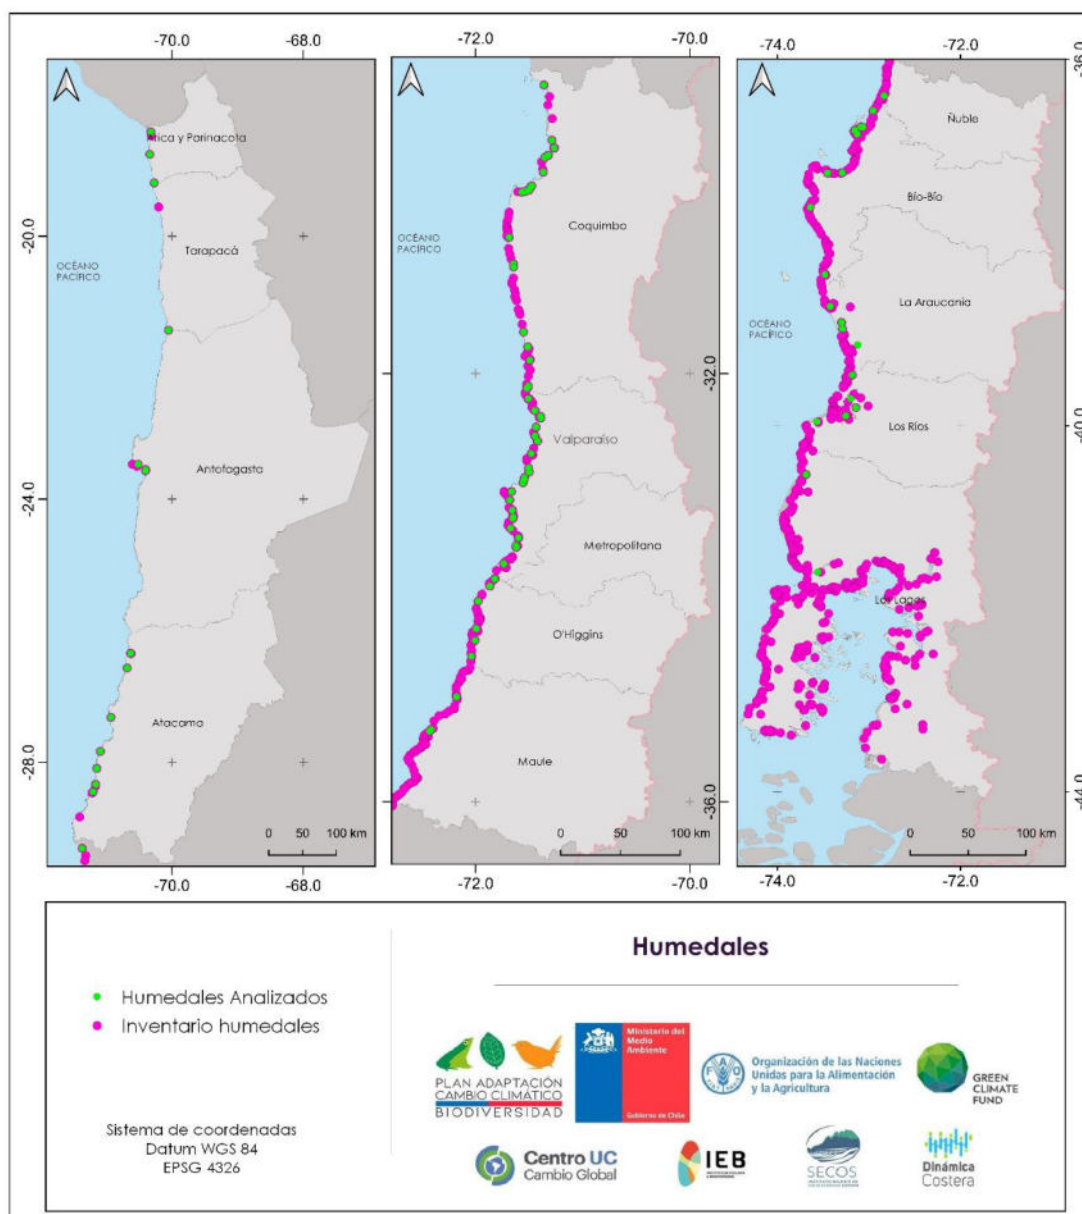 -70.0
-68.0
Arica y Parinacota
-20.0
OCÉANO
PACÍFICO
Tarapacá
Antofagasta
-24.0
Atacama
-28.0
0 50 100 km
-70.0
-68.0
-72.0
-70.0
OCÉANO
PACÍFICO
Coquimbo
-32.0
Valparaíso
Metropolitana
O'Higgins
Maule
-36.0
0 50 100 km
-72.0
-70.0
-74.0
-72.0
-36.0
Ñuble
Bío-Bío
La Araucanía
OCÉANO
PACÍFICO
Los Ríos
-40.0
Los Lagos
-44.0
0 50 100 km
-74.0
-72.0
Humedales Analizados
Inventario humedales
Sistema de coordenadas
Datum WGS 84
EPSG 4326
Humedales
PLAN ADAPTACIÓN
CAMBIO CLIMÁTICO
BIODIVERSIDAD
Ministerio del
Medio
Ambiente
Gobierno de Chile
FAO
Organización de las Naciones
Unidas para la Alimentación
y la Agricultura
GREEN
CLIMATE
FUND
Centro UC
Cambio Global
IEB
SECOS
Dinámica
Costera